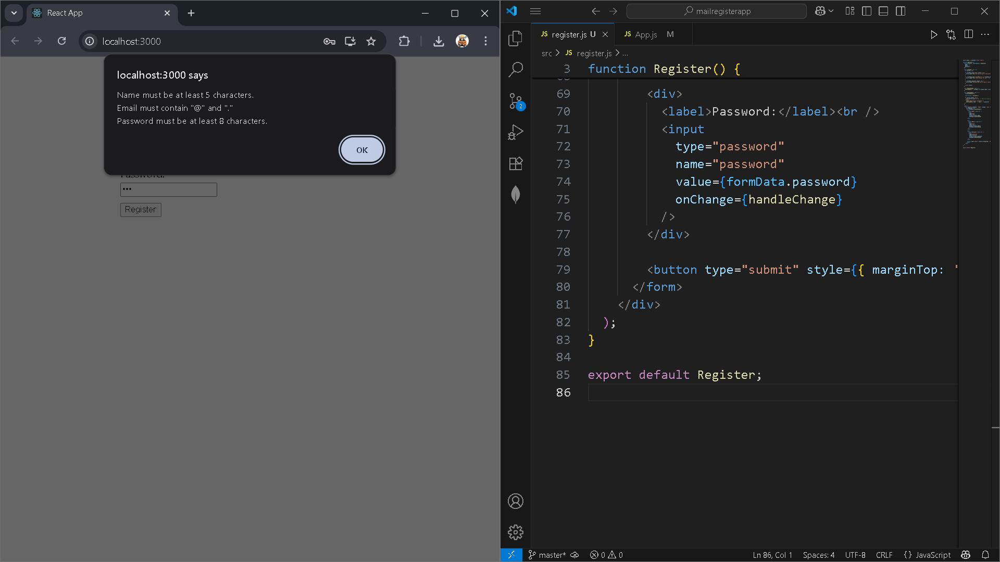 React App
localhost:3000
localhost:3000 says
Name must be at least 5 characters.
Email must contain "@" and "."
Password must be at least 8 characters.
OK
Password:
•••
Register
mailregisterapp
JS register.js U
JS App.js M
src > JS register.js > ...
3 function Register() {
69 <div>
70 <label>Password:</label><br />
71 <input
72 type="password"
73 name="password"
74 value={formData.password}
75 onChange={handleChange}
76 />
77 </div>
78
79 <button type="submit" style={{ marginTop: '
80 </form>
81 </div>
82 );
83 }
84
85 export default Register;
86
2
master* 0 0 Ln 86, Col 1 Spaces: 4 UTF-8 CRLF {} JavaScript